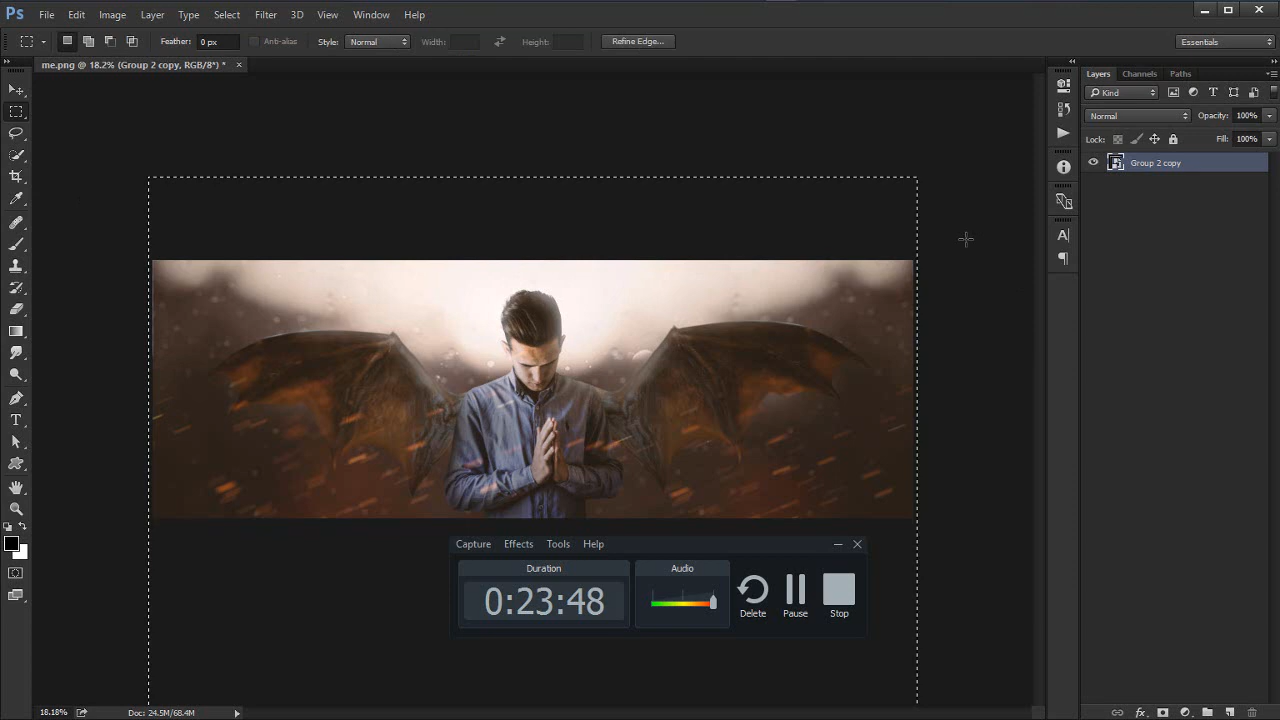 Ps File Edit Image Layer Type Select Filter 3D View Window Help
Feather: 0 px Anti-alias Style: Normal Width: Height: Refine Edge... Essentials
me.png @ 18.2% (Group 2 copy, RGB/8*) * ×
Layers Channels Paths
Kind
Normal Opacity: 100%
Lock: Fill: 100%
Group 2 copy
Capture Effects Tools Help
Duration Audio
0:23:48
Delete Pause Stop
18.18% Doc: 24.5M/68.4M